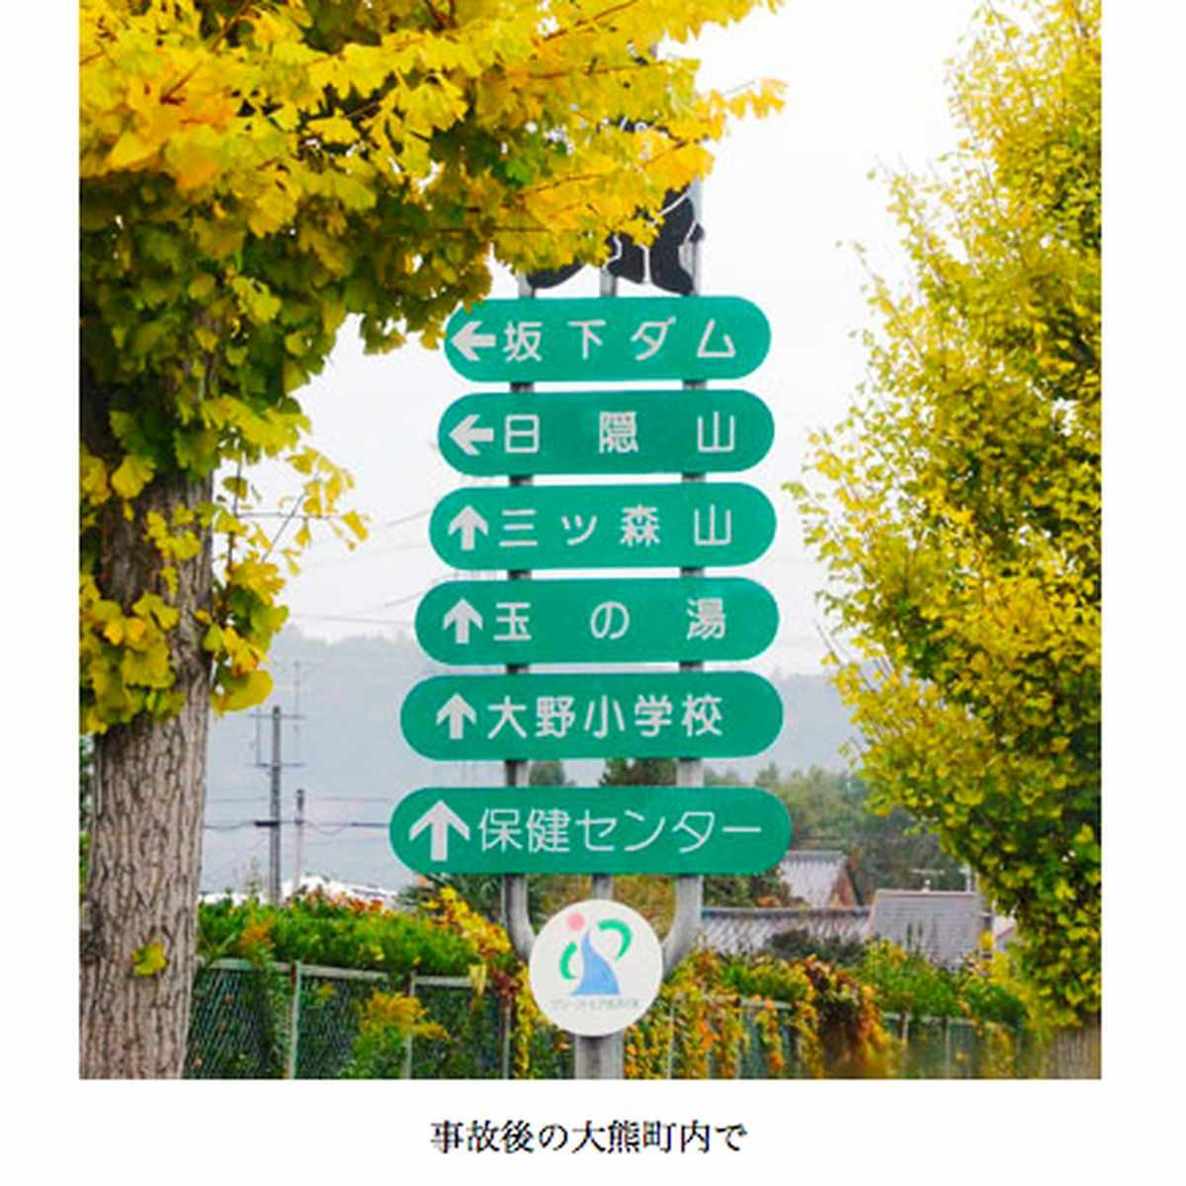 ←坂下ダム
←日隠山
↑三ッ森山
↑玉の湯
↑大野小学校
↑保健センター
事故後の大熊町内で